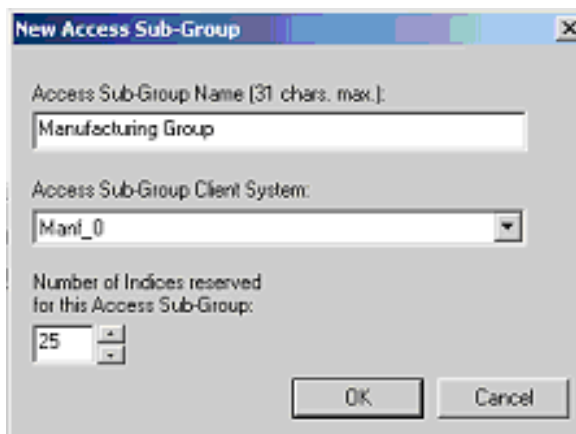 New Access Sub-Group
Access Sub-Group Name (31 chars. max.):
Manufacturing Group
Access Sub-Group Client System:
Manf_0
Number of Indices reserved
for this Access Sub-Group:
25
OK Cancel